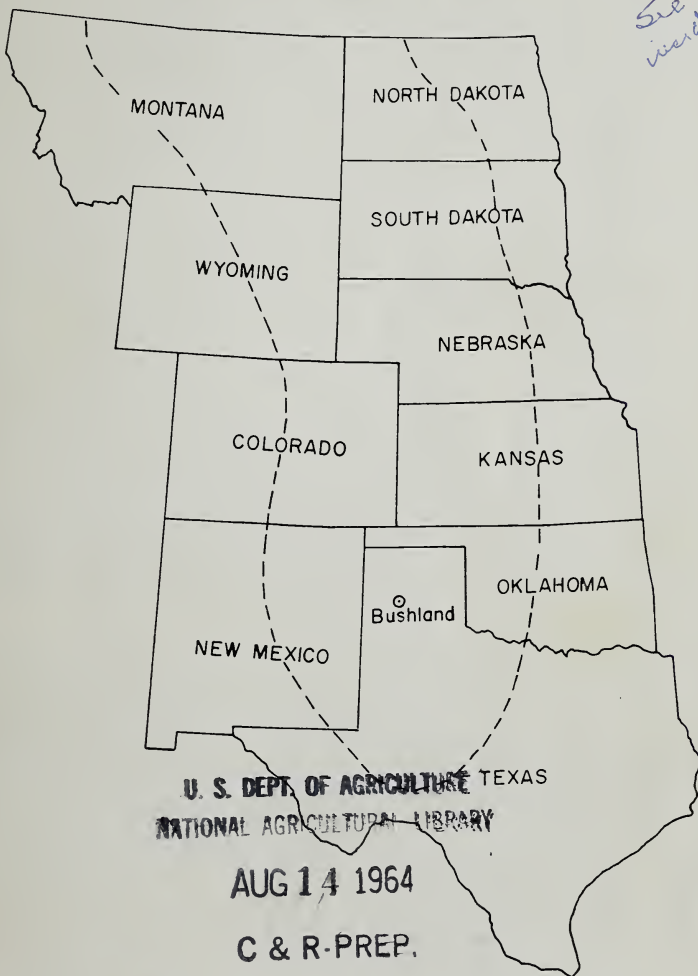 See
MONTANA
NORTH DAKOTA
SOUTH DAKOTA
WYOMING
NEBRASKA
COLORADO
KANSAS
OKLAHOMA
Bushland
NEW MEXICO
TEXAS
U. S. DEPT. OF AGRICULTURE
NATIONAL AGRICULTURAL LIBRARY
AUG 14 1964
C & R-PREP.